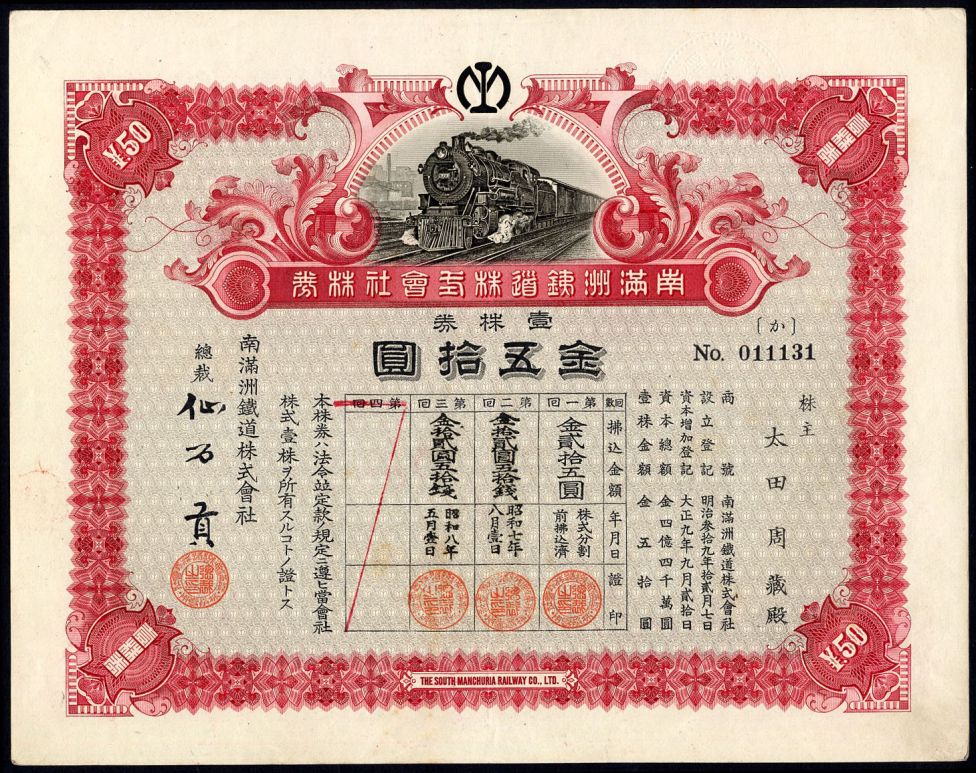 ¥.50
南滿洲銕道株式會社株券
壹株券
金五拾圓
〔か〕
No. 011131
株主
太田周藏殿
商號 南滿洲鐵道株式會社
設立登記 明治參拾九年拾貳月七日
資本增加登記 大正九年九月貳拾日
資本總額 金四億四千萬圓
壹株金額 金五拾圓
回數 拂込金額 年月日 證印
第一回 金貳拾五圓 株式分割前拂込濟
第二回 金拾貳圓五拾錢 昭和七年八月壹日
第三回 金拾貳圓五拾錢 昭和八年五月壹日
第四回
本株券ハ法令竝定款ノ規定ニ遵ヒ當會社
株式壹株ヲ所有スルコトノ證トス
南滿洲鐵道株式會社
總裁 仙石貢
¥.50
THE SOUTH MANCHURIA RAILWAY CO., LTD.